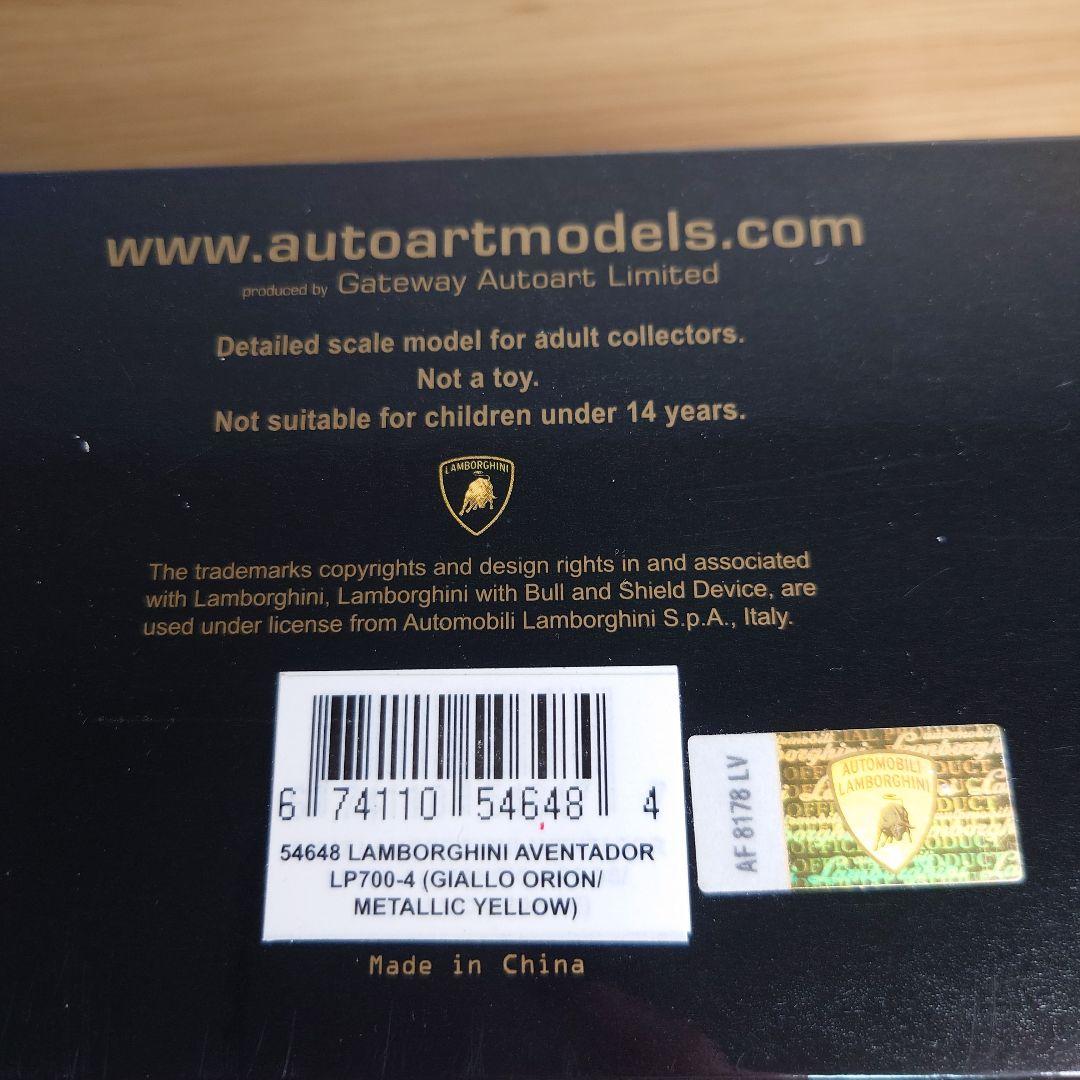 www.autoartmodels.com
produced by Gateway Autoart Limited
Detailed scale model for adult collectors.
Not a toy.
Not suitable for children under 14 years.
LAMBORGHINI
The trademarks copyrights and design rights in and associated
with Lamborghini, Lamborghini with Bull and Shield Device, are
used under license from Automobili Lamborghini S.p.A., Italy.
6 74110 54648 4
54648 LAMBORGHINI AVENTADOR
LP700-4 (GIALLO ORION/
METALLIC YELLOW)
AF 8178 LV
AUTOMOBILI
LAMBORGHINI
Made in China